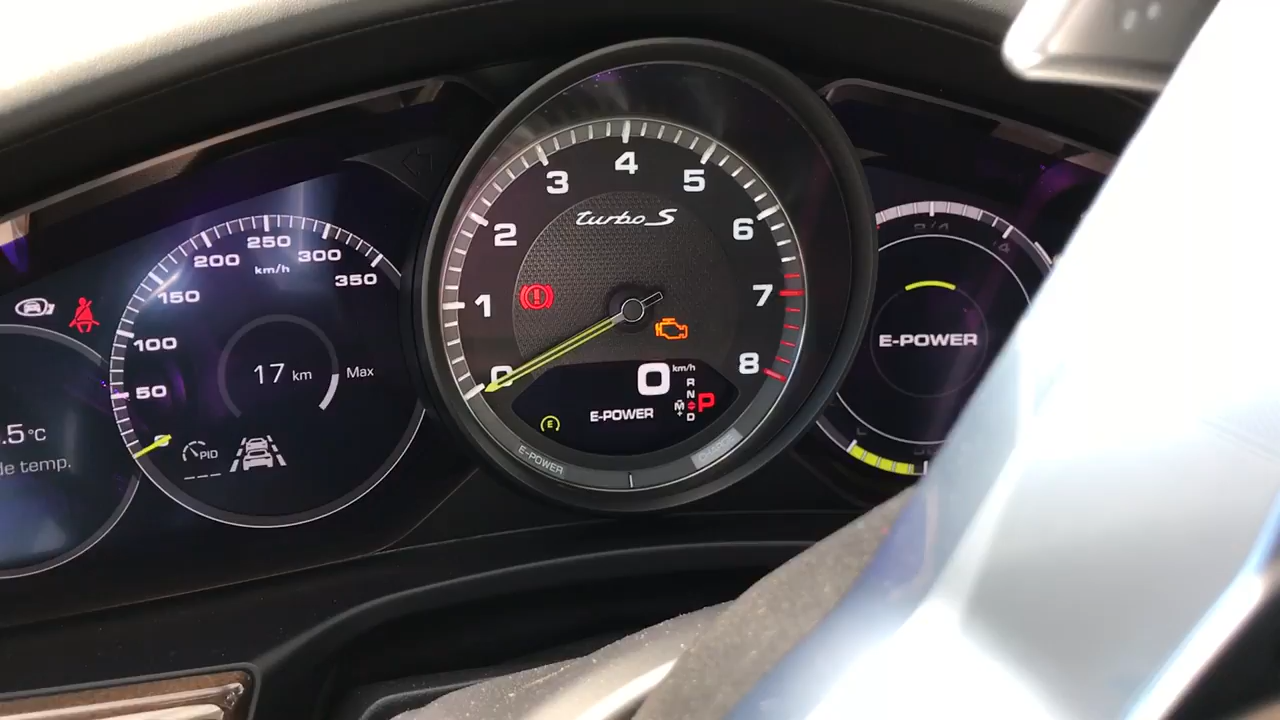 .5°C
de temp.
0
50
100
150
200
250
300
350
km/h
17 km
Max
PID
turbo S
0
1
2
3
4
5
6
7
8
0 km/h
R
N
D
M
+
P
E
E-POWER
E-POWER
E-POWER